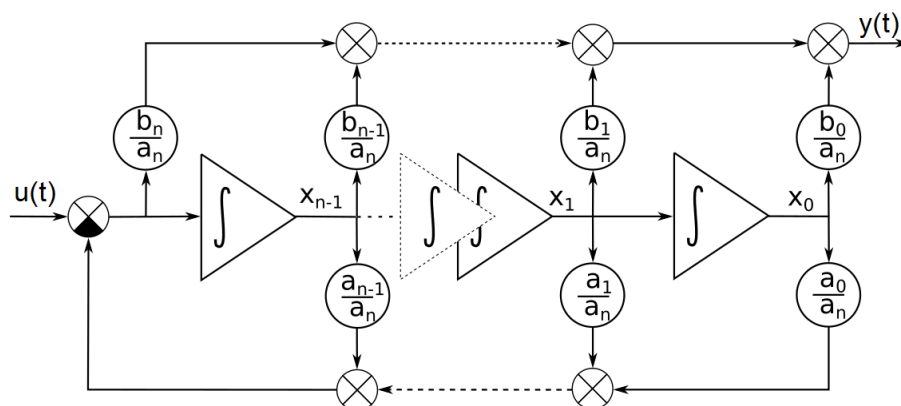 y(t)
b_n/a_n
b_{n-1}/a_n
b_1/a_n
b_0/a_n
u(t)
∫
x_{n-1}
∫
∫
x_1
∫
x_0
a_{n-1}/a_n
a_1/a_n
a_0/a_n